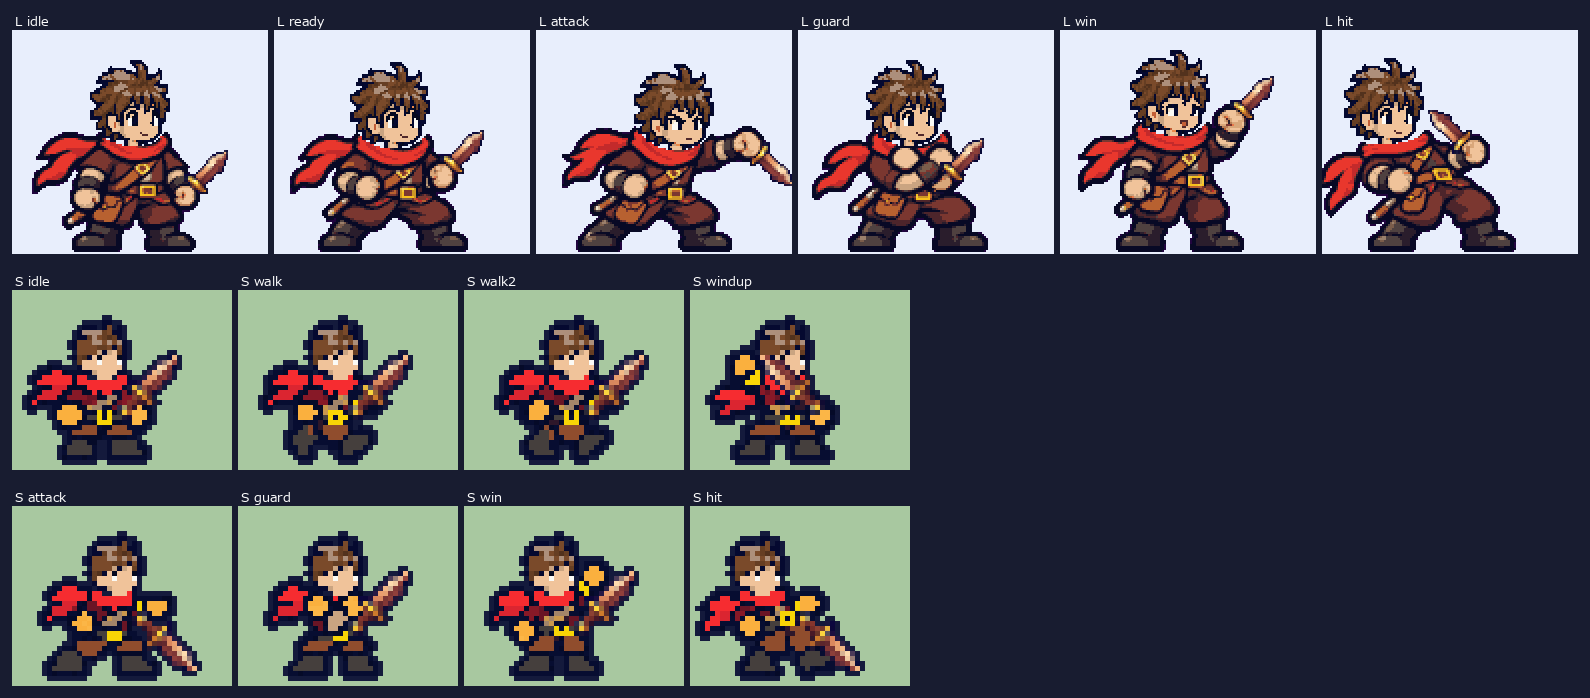 L idle
L ready
L attack
L guard
L win
L hit
S idle
S walk
S walk2
S windup
S attack
S guard
S win
S hit